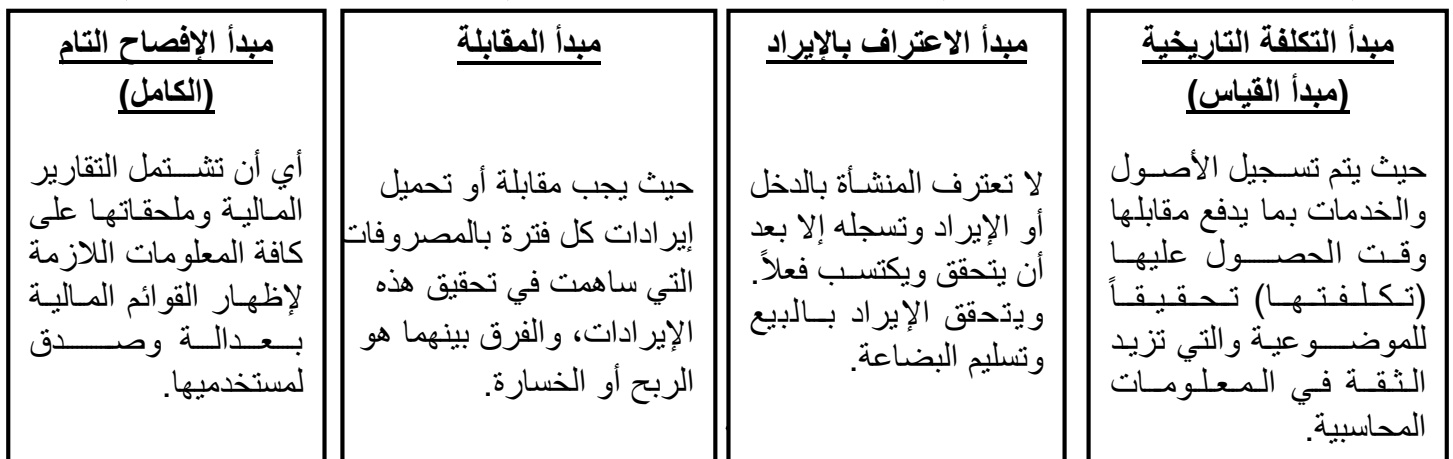 مبدأ التكلفة التاريخية
(مبدأ القياس)
حيث يتم تسجيل الأصول
والخدمات بما يدفع مقابلها
وقت الحصول عليها
(تكلفتها) تحقيقاً
للموضوعية والتي تزيد
الثقة في المعلومات
المحاسبية.
مبدأ الاعتراف بالإيراد
لا تعترف المنشأة بالدخل
أو الإيراد وتسجله إلا بعد
أن يتحقق ويكتسب فعلاً.
ويتحقق الإيراد بالبيع
وتسليم البضاعة.
مبدأ المقابلة
حيث يجب مقابلة أو تحميل
إيرادات كل فترة بالمصروفات
التي ساهمت في تحقيق هذه
الإيرادات، والفرق بينهما هو
الربح أو الخسارة.
مبدأ الإفصاح التام
(الكامل)
أي أن تشتمل التقارير
المالية وملحقاتها على
كافة المعلومات اللازمة
لإظهار القوائم المالية
بعدالة وصدق
لمستخدميها.